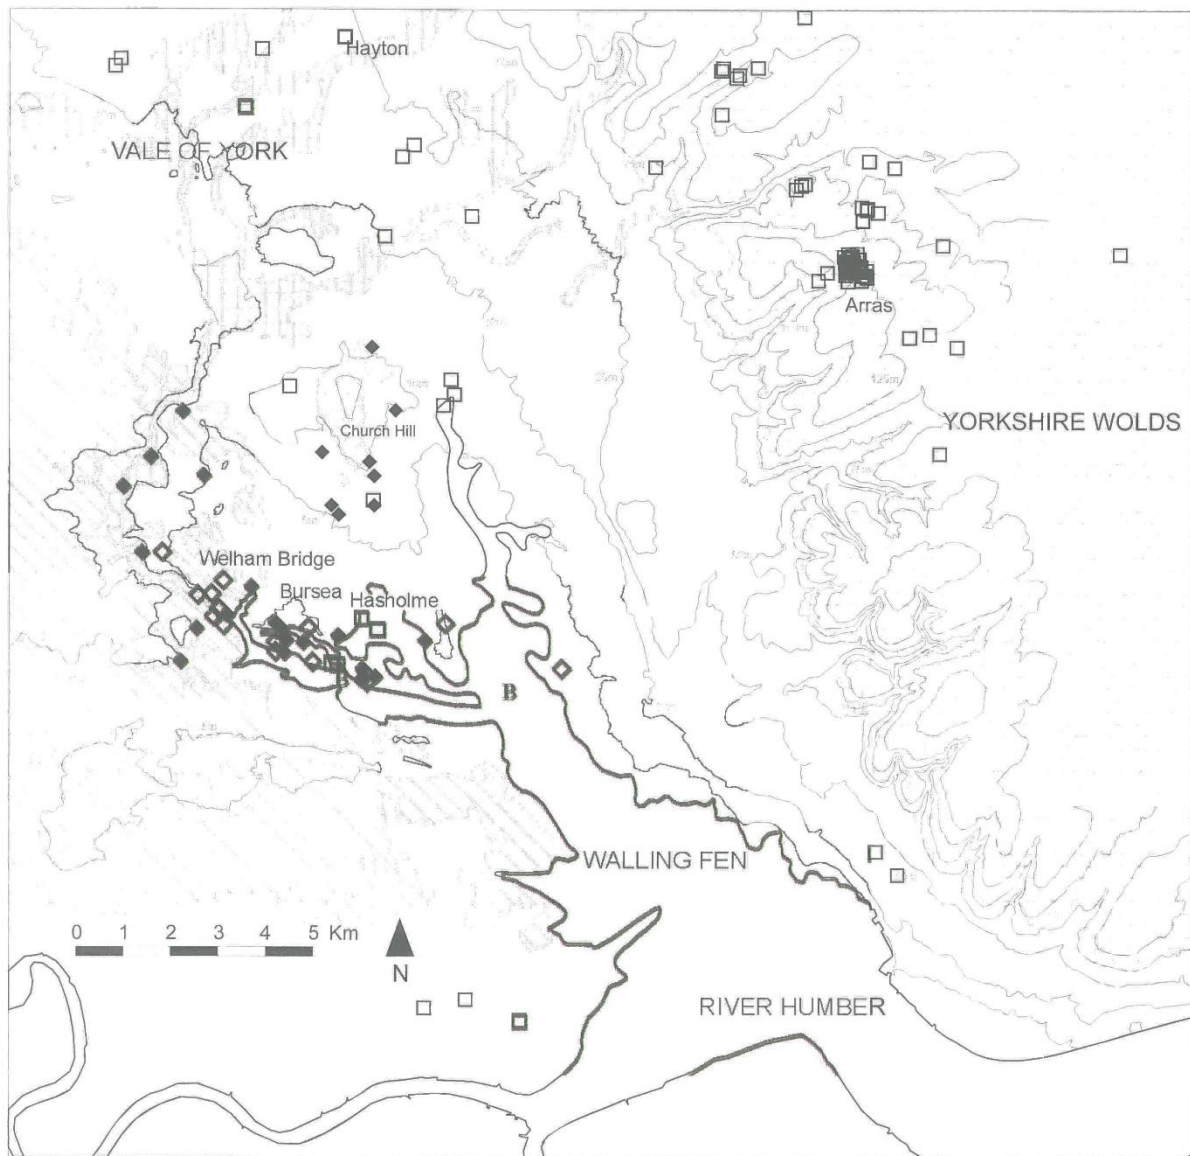 Hayton
VALE OF YORK
Arras
120m
YORKSHIRE WOLDS
Church Hill
Welham Bridge
Bursea
Hasholme
B
WALLING FEN
0 1 2 3 4 5 Km
N
RIVER HUMBER